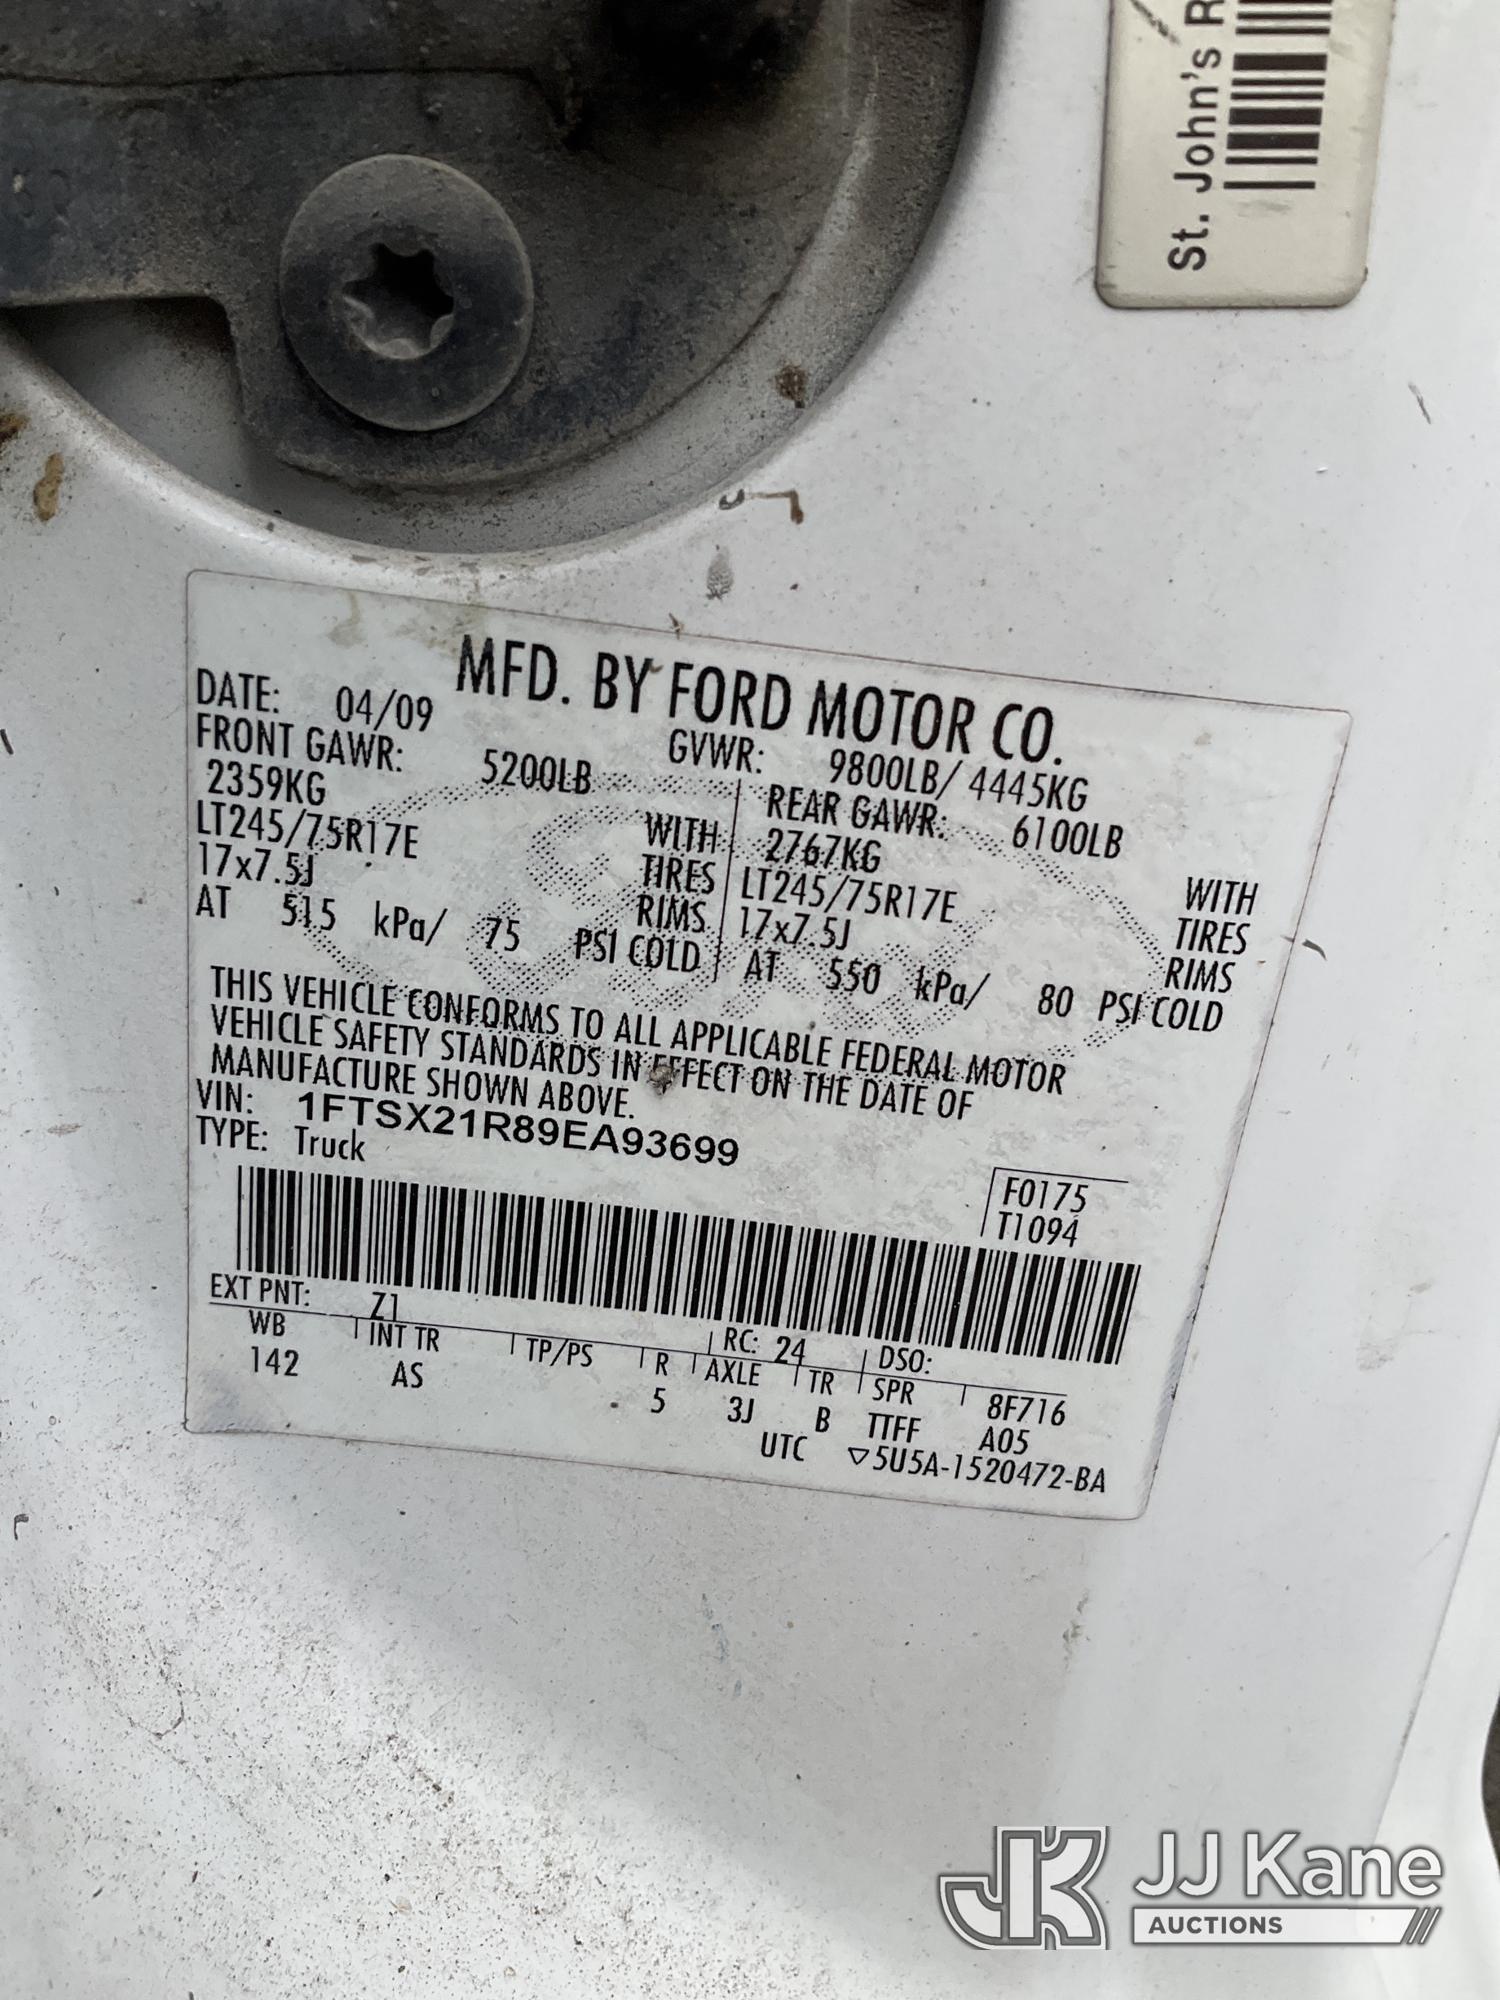 St. John's R
MFD. BY FORD MOTOR CO.
DATE: 04/09 GVWR: 9800LB/ 4445KG
FRONT GAWR: 5200LB REAR GAWR: 6100LB
2359KG WITH 2767KG WITH
LT245/75R17E TIRES LT245/75R17E TIRES
17x7.5J RIMS 17x7.5J RIMS
AT 515 kPa/ 75 PSI COLD AT 550 kPa/ 80 PSI COLD
THIS VEHICLE CONFORMS TO ALL APPLICABLE FEDERAL MOTOR
VEHICLE SAFETY STANDARDS IN EFFECT ON THE DATE OF
MANUFACTURE SHOWN ABOVE.
VIN: 1FTSX21R89EA93699
TYPE: Truck
F0175
T1094
EXT PNT: Z1 RC: 24 DSO:
WB INT TR TP/PS R AXLE TR SPR 8F716
142 AS 5 3J B TTFF A05
UTC ▽5U5A-1520472-BA
JK JJ Kane
AUCTIONS